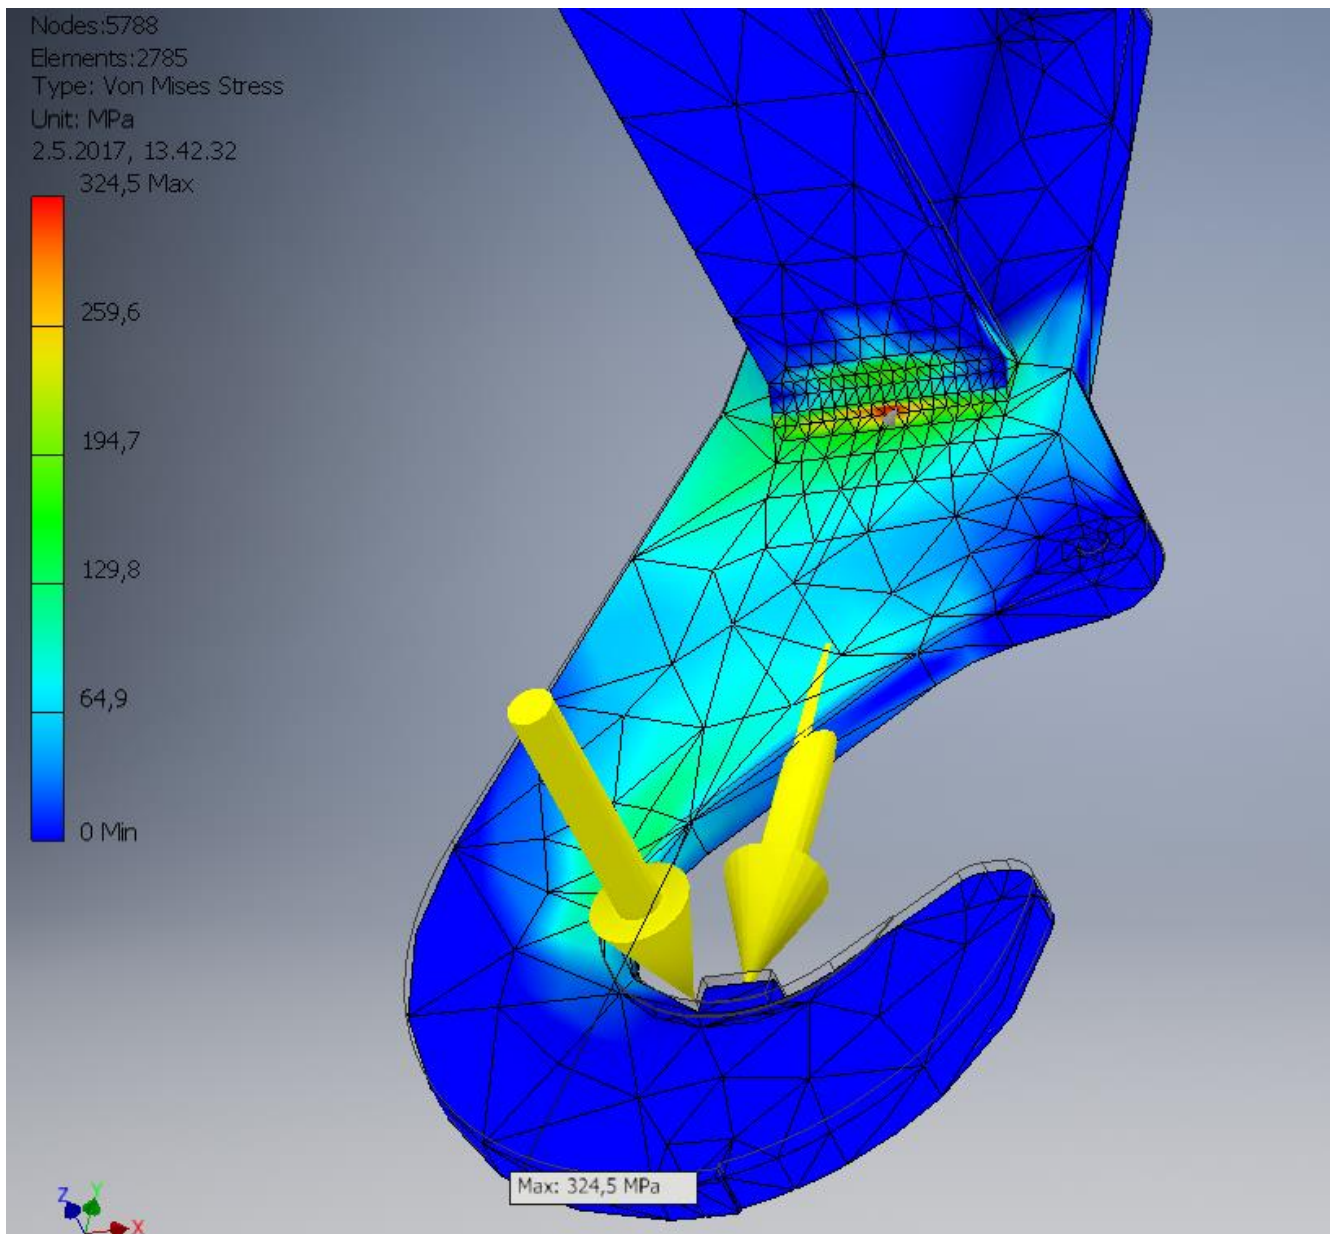 Nodes:5788
Elements:2785
Type: Von Mises Stress
Unit: MPa
2.5.2017, 13.42.32
324,5 Max
259,6
194,7
129,8
64,9
0 Min
Max: 324,5 MPa
Z Y X